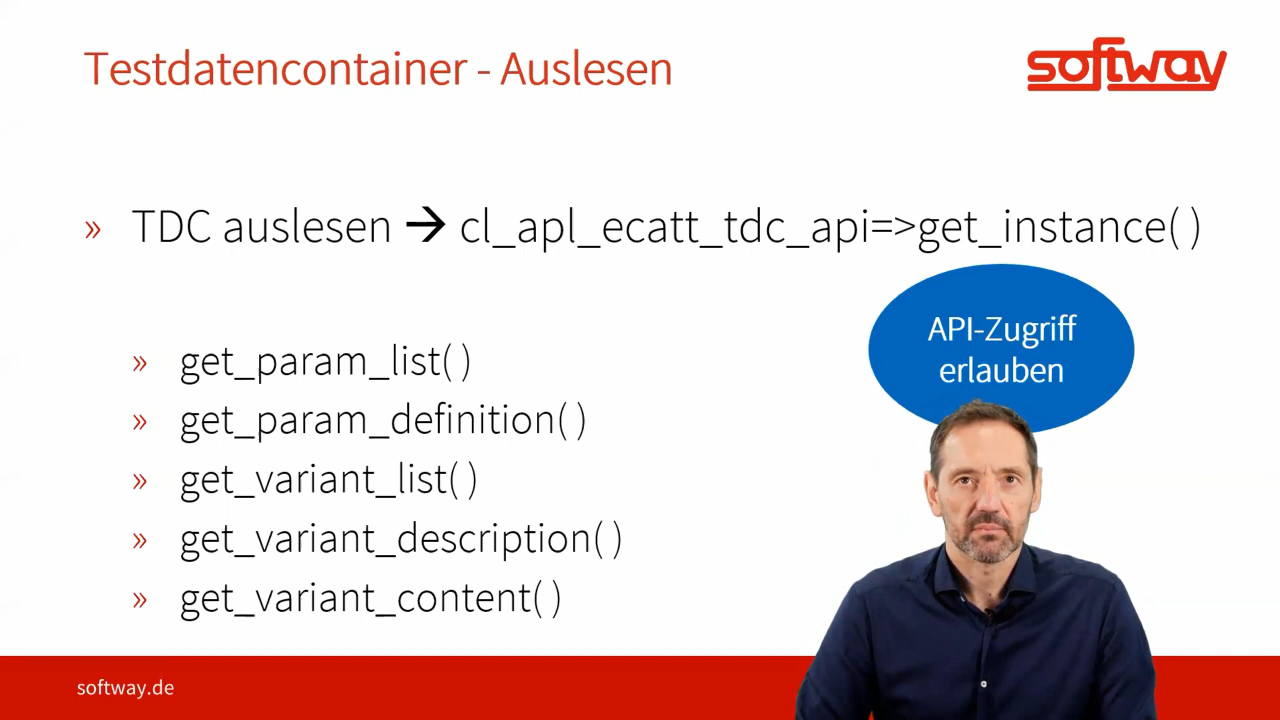 Testdatencontainer - Auslesen
softway
» TDC auslesen → cl_apl_ecatt_tdc_api=>get_instance( )
API-Zugriff
erlauben
» get_param_list( )
» get_param_definition( )
» get_variant_list( )
» get_variant_description( )
» get_variant_content( )
softway.de